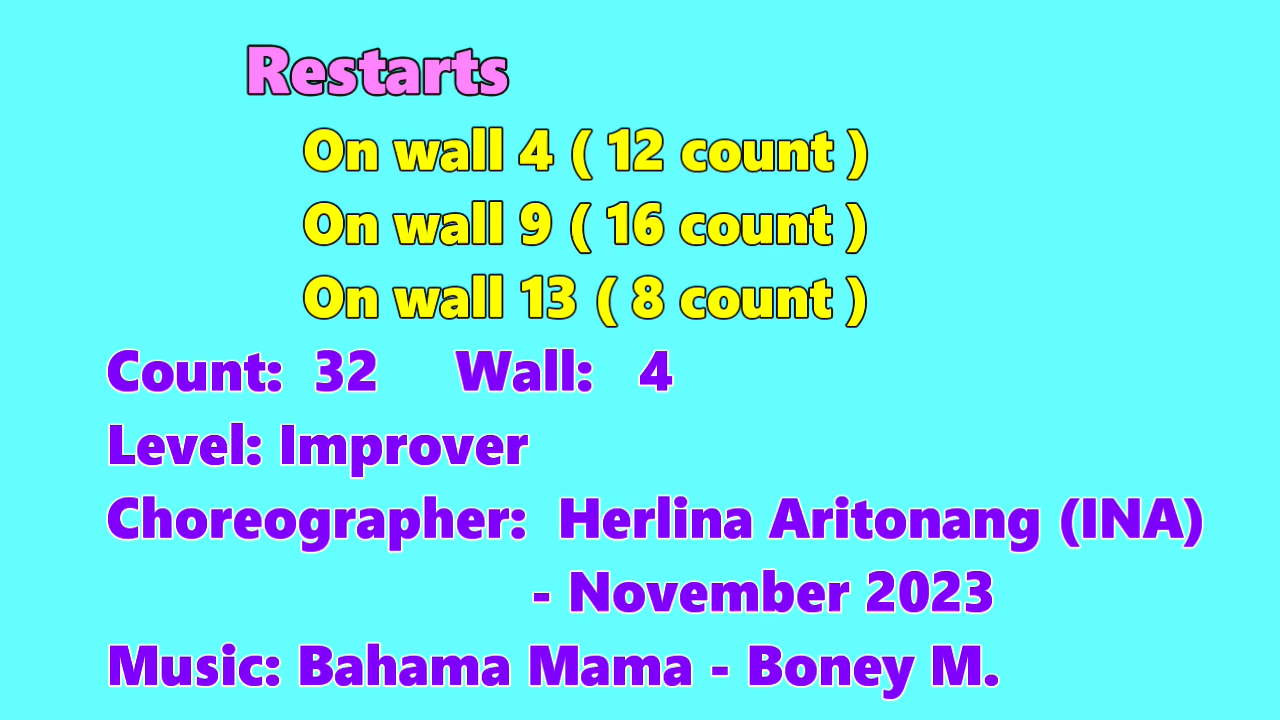 Restarts
On wall 4 ( 12 count )
On wall 9 ( 16 count )
On wall 13 ( 8 count )
Count: 32 Wall: 4
Level: Improver
Choreographer: Herlina Aritonang (INA)
- November 2023
Music: Bahama Mama - Boney M.